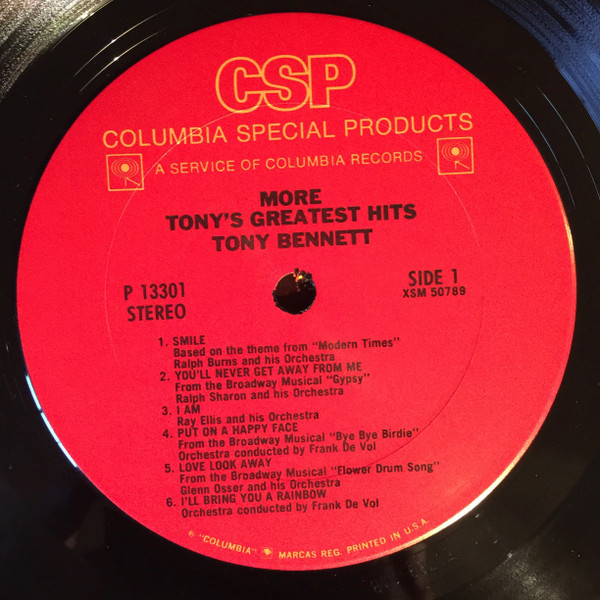 CSP
COLUMBIA SPECIAL PRODUCTS
A SERVICE OF COLUMBIA RECORDS
MORE
TONY'S GREATEST HITS
TONY BENNETT
P 13301
STEREO
SIDE 1
XSM 50789
1. SMILE
Based on the theme from "Modern Times"
Ralph Burns and his Orchestra
2. YOU'LL NEVER GET AWAY FROM ME
From the Broadway Musical "Gypsy"
Ralph Sharon and his Orchestra
3. I AM
Ray Ellis and his Orchestra
4. PUT ON A HAPPY FACE
From the Broadway Musical "Bye Bye Birdie"
Orchestra conducted by Frank De Vol
5. LOVE LOOK AWAY
From the Broadway Musical "Flower Drum Song"
Glenn Osser and his Orchestra
6. I'LL BRING YOU A RAINBOW
Orchestra conducted by Frank De Vol
® "COLUMBIA" MARCAS REG. PRINTED IN U.S.A.